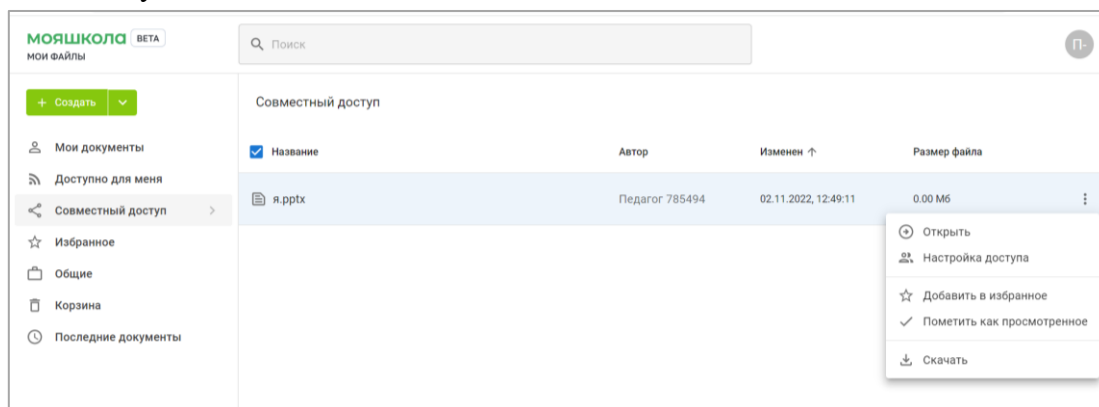 МОЯШКОЛА BETA
МОИ ФАЙЛЫ
Поиск
П-
+ Создать
Совместный доступ
Мои документы
Доступно для меня
Совместный доступ
Избранное
Общие
Корзина
Последние документы
Название Автор Изменен ↑ Размер файла
я.pptx Педагог 785494 02.11.2022, 12:49:11 0.00 Мб
Открыть
Настройка доступа
Добавить в избранное
Пометить как просмотренное
Скачать